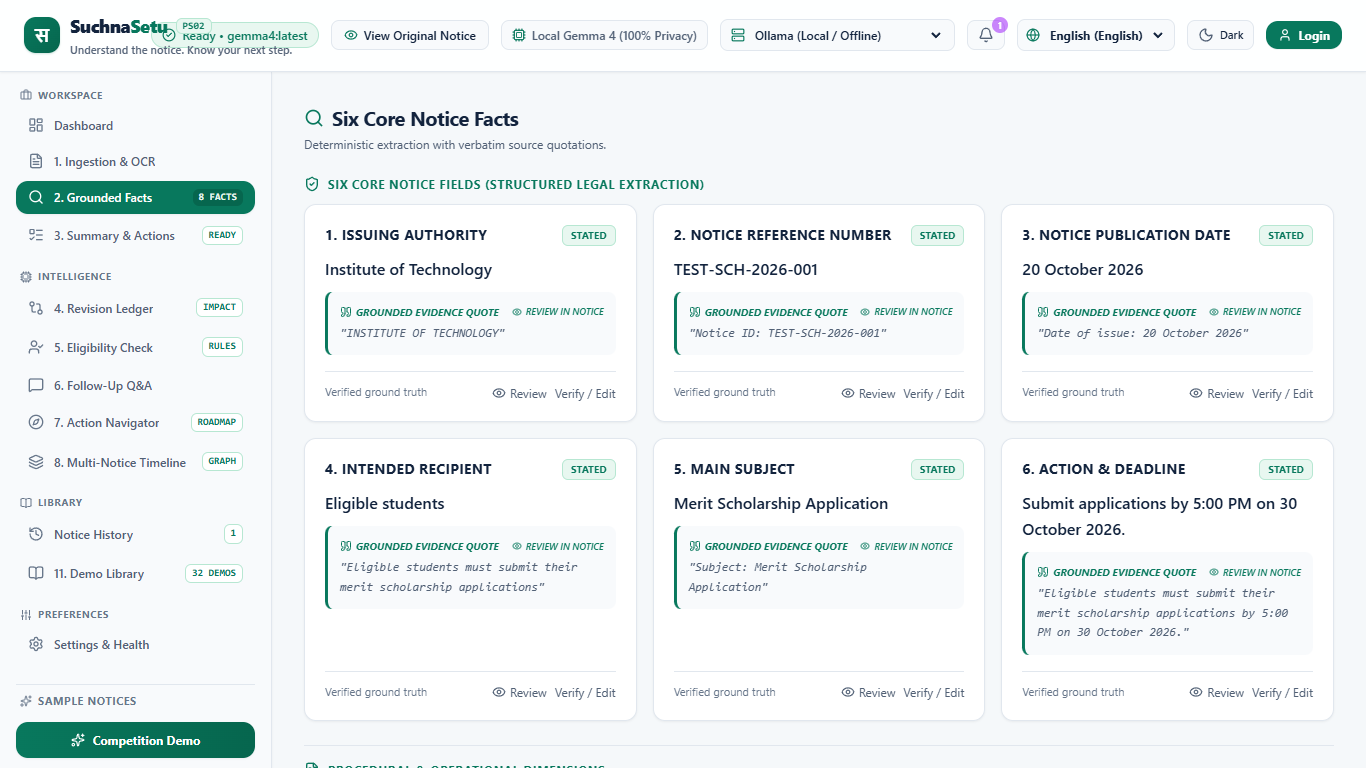 स
SuchnaSetu
PS02
Understand the notice. Know your next step.
Ready • gemma4:latest
View Original Notice
Local Gemma 4 (100% Privacy)
Ollama (Local / Offline)
1
English (English)
Dark
Login
WORKSPACE
Dashboard
1. Ingestion & OCR
2. Grounded Facts
8 FACTS
3. Summary & Actions
READY
INTELLIGENCE
4. Revision Ledger
IMPACT
5. Eligibility Check
RULES
6. Follow-Up Q&A
7. Action Navigator
ROADMAP
8. Multi-Notice Timeline
GRAPH
LIBRARY
Notice History
1
11. Demo Library
32 DEMOS
PREFERENCES
Settings & Health
SAMPLE NOTICES
Competition Demo
Six Core Notice Facts
Deterministic extraction with verbatim source quotations.
SIX CORE NOTICE FIELDS (STRUCTURED LEGAL EXTRACTION)
1. ISSUING AUTHORITY
STATED
Institute of Technology
GROUNDED EVIDENCE QUOTE
REVIEW IN NOTICE
"INSTITUTE OF TECHNOLOGY"
Verified ground truth
Review
Verify / Edit
2. NOTICE REFERENCE NUMBER
STATED
TEST-SCH-2026-001
GROUNDED EVIDENCE QUOTE
REVIEW IN NOTICE
"Notice ID: TEST-SCH-2026-001"
Verified ground truth
Review
Verify / Edit
3. NOTICE PUBLICATION DATE
STATED
20 October 2026
GROUNDED EVIDENCE QUOTE
REVIEW IN NOTICE
"Date of issue: 20 October 2026"
Verified ground truth
Review
Verify / Edit
4. INTENDED RECIPIENT
STATED
Eligible students
GROUNDED EVIDENCE QUOTE
REVIEW IN NOTICE
"Eligible students must submit their
merit scholarship applications"
Verified ground truth
Review
Verify / Edit
5. MAIN SUBJECT
STATED
Merit Scholarship Application
GROUNDED EVIDENCE QUOTE
REVIEW IN NOTICE
"Subject: Merit Scholarship
Application"
Verified ground truth
Review
Verify / Edit
6. ACTION & DEADLINE
STATED
Submit applications by 5:00 PM on 30
October 2026.
GROUNDED EVIDENCE QUOTE
REVIEW IN NOTICE
"Eligible students must submit their
merit scholarship applications by 5:00
PM on 30 October 2026."
Verified ground truth
Review
Verify / Edit
PROCEDURAL & OPERATIONAL DIMENSIONS